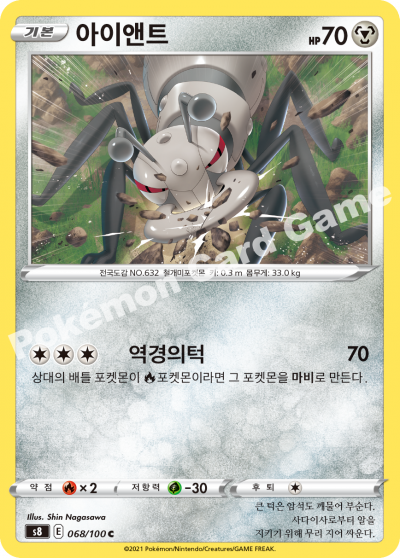 기본
아이앤트
HP 70
전국도감 NO.632 철개미포켓몬 키: 0.3 m 몸무게: 33.0 kg
Pokémon Card Game
역경의턱 70
상대의 배틀 포켓몬이 포켓몬이라면 그 포켓몬을 마비로 만든다.
약점 ×2 저항력 -30 후퇴
큰 턱은 암석도 깨물어 부순다.
사다이사로부터 알을
지키기 위해 무리 지어 싸운다.
Illus. Shin Nagasawa
s8 E 068/100 C
©2021 Pokémon/Nintendo/Creatures/GAME FREAK.